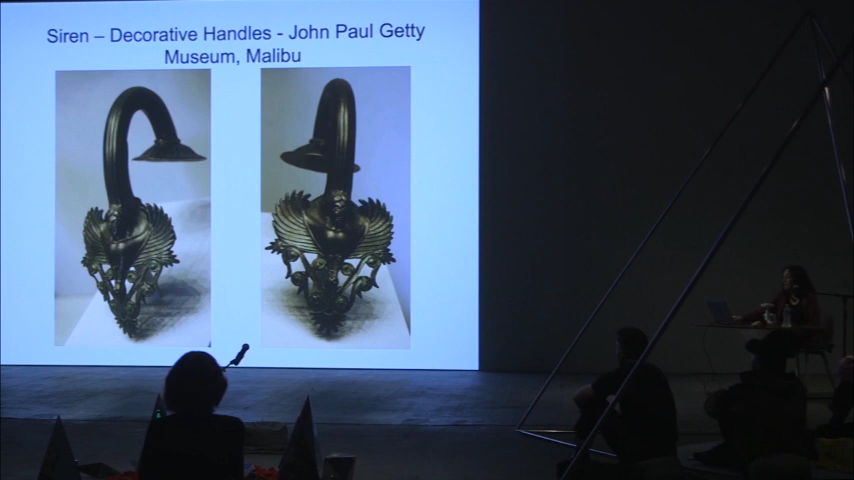 Siren – Decorative Handles - John Paul Getty
Museum, Malibu